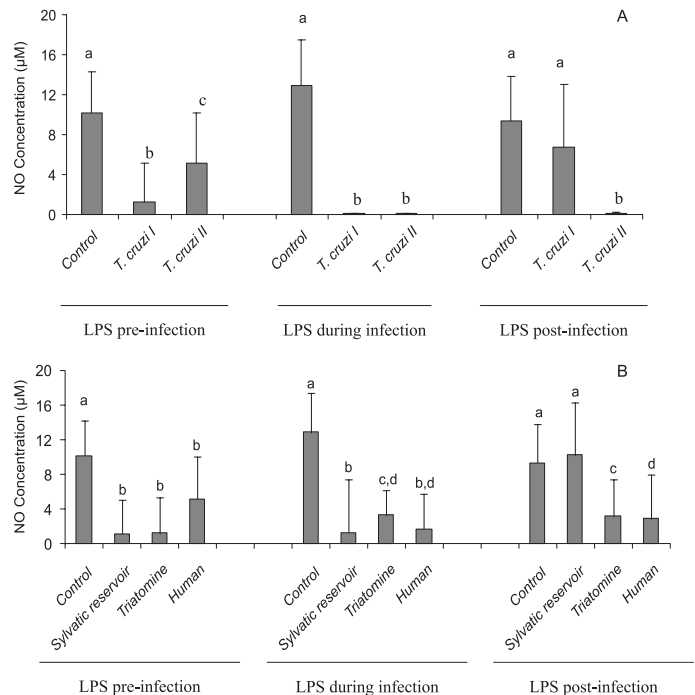 A
NO Concentration (µM)
20
16
12
8
4
0
a
b
c
a
b
b
a
a
b
Control
T. cruzi I
T. cruzi II
Control
T. cruzi I
T. cruzi II
Control
T. cruzi I
T. cruzi II
LPS pre-infection
LPS during infection
LPS post-infection
B
NO Concentration (µM)
20
16
12
8
4
0
a
b
b
b
a
b
c,d
b,d
a
a
c
d
Control
Sylvatic reservoir
Triatomine
Human
Control
Sylvatic reservoir
Triatomine
Human
Control
Sylvatic reservoir
Triatomine
Human
LPS pre-infection
LPS during infection
LPS post-infection